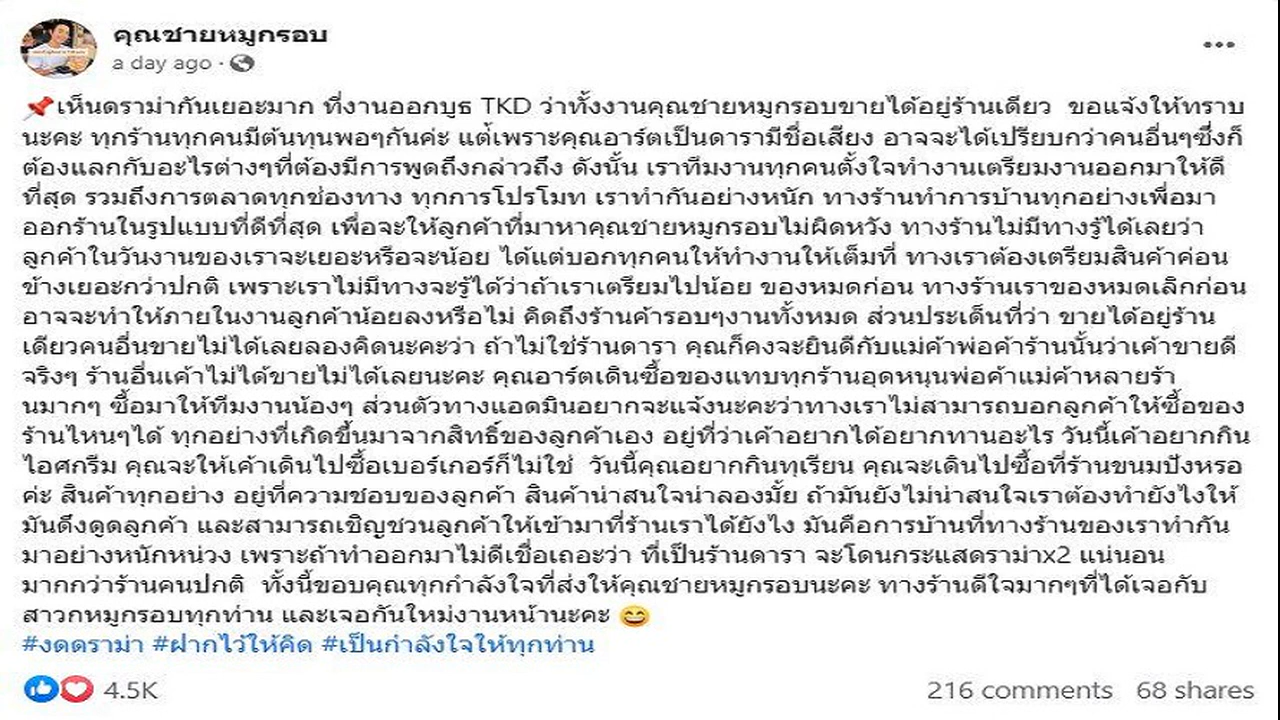 คุณชายหมูกรอบ
a day ago ·
📌เห็นดราม่ากันเยอะมาก ที่งานออกบูธ TKD ว่าทั้งงานคุณชายหมูกรอบขายได้อยู่ร้านเดียว ขอแจ้งให้ทราบ
นะคะ ทุกร้านทุกคนมีต้นทุนพอๆกันค่ะ แต่เพราะคุณอาร์ตเป็นดารามีชื่อเสียง อาจจะได้เปรียบกว่าคนอื่นๆซึ่งก็
ต้องแลกกับอะไรต่างๆที่ต้องมีการพูดถึงกล่าวถึง ดังนั้น เราทีมงานทุกคนตั้งใจทำงานเตรียมงานออกมาให้ดี
ที่สุด รวมถึงการตลาดทุกช่องทาง ทุกการโปรโมท เราทำกันอย่างหนัก ทางร้านทำการบ้านทุกอย่างเพื่อมา
ออกร้านในรูปแบบที่ดีที่สุด เพื่อจะให้ลูกค้าที่มาหาคุณชายหมูกรอบไม่ผิดหวัง ทางร้านไม่มีทางรู้ได้เลยว่า
ลูกค้าในวันงานของเราจะเยอะหรือจะน้อย ได้แต่บอกทุกคนให้ทำงานให้เต็มที่ ทางเราต้องเตรียมสินค้าค่อน
ข้างเยอะกว่าปกติ เพราะเราไม่มีทางจะรู้ได้ว่าถ้าเราเตรียมไปน้อย ของหมดก่อน ทางร้านเราของหมดเลิกก่อน
อาจจะทำให้ภายในงานลูกค้าน้อยลงหรือไม่ คิดถึงร้านค้ารอบๆงานทั้งหมด ส่วนประเด็นที่ว่า ขายได้อยู่ร้าน
เดียวคนอื่นขายไม่ได้เลยลองคิดนะคะว่า ถ้าไม่ใช่ร้านดารา คุณก็คงจะยินดีกับแม่ค้าพ่อค้าร้านนั้นว่าเค้าขายดี
จริงๆ ร้านอื่นเค้าไม่ได้ขายไม่ได้เลยนะคะ คุณอาร์ตเดินซื้อของแทบทุกร้านอุดหนุนพ่อค้าแม่ค้าหลายร้า
นมากๆ ซื้อมาให้ทีมงานน้องๆ ส่วนตัวทางแอดมินอยากจะแจ้งนะคะว่าทางเราไม่สามารถบอกลูกค้าให้ซื้อของ
ร้านไหนๆได้ ทุกอย่างที่เกิดขึ้นมาจากสิทธิ์ของลูกค้าเอง อยู่ที่ว่าเค้าอยากได้อยากทานอะไร วันนี้เค้าอยากกิน
ไอศกรีม คุณจะให้เค้าเดินไปซื้อเบอร์เกอร์ก็ไม่ใช่ วันนี้คุณอยากกินทุเรียน คุณจะเดินไปซื้อที่ร้านขนมปังหรอ
ค่ะ สินค้าทุกอย่าง อยู่ที่ความชอบของลูกค้า สินค้าน่าสนใจน่าลองมั้ย ถ้ามันยังไม่น่าสนใจเราต้องทำยังไงให้
มันดึงดูดลูกค้า และสามารถเชิญชวนลูกค้าให้เข้ามาที่ร้านเราได้ยังไง มันคือการบ้านที่ทางร้านของเราทำกัน
มาอย่างหนักหน่วง เพราะถ้าทำออกมาไม่ดีเชื่อเถอะว่า ที่เป็นร้านดารา จะโดนกระแสดราม่าx2 แน่นอน
มากกว่าร้านคนปกติ ทั้งนี้ขอบคุณทุกกำลังใจที่ส่งให้คุณชายหมูกรอบนะคะ ทางร้านดีใจมากๆที่ได้เจอกับ
สาวกหมูกรอบทุกท่าน และเจอกันใหม่งานหน้านะคะ 😄
#งดดราม่า #ฝากไว้ให้คิด #เป็นกำลังใจให้ทุกท่าน
4.5K 216 comments 68 shares